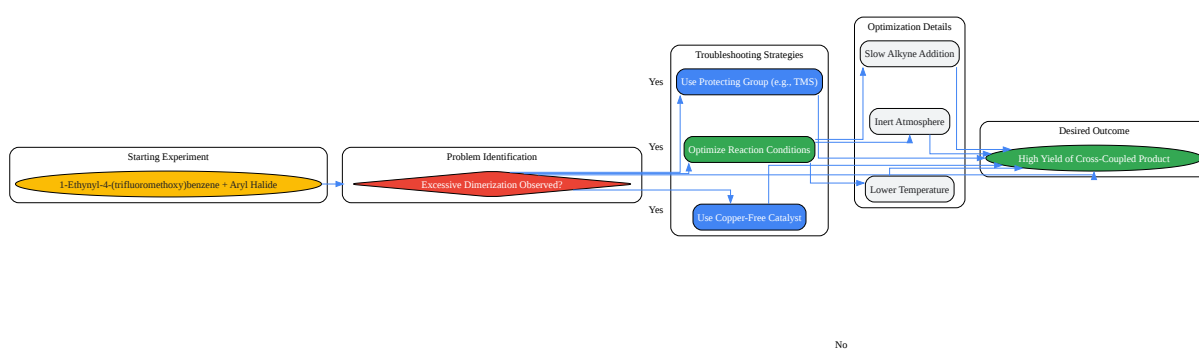 Starting Experiment
1-Ethynyl-4-(trifluoromethoxy)benzene + Aryl Halide
Problem Identification
Excessive Dimerization Observed?
Yes
Yes
Yes
Troubleshooting Strategies
Use Protecting Group (e.g., TMS)
Optimize Reaction Conditions
Use Copper-Free Catalyst
Optimization Details
Slow Alkyne Addition
Inert Atmosphere
Lower Temperature
Desired Outcome
High Yield of Cross-Coupled Product
No